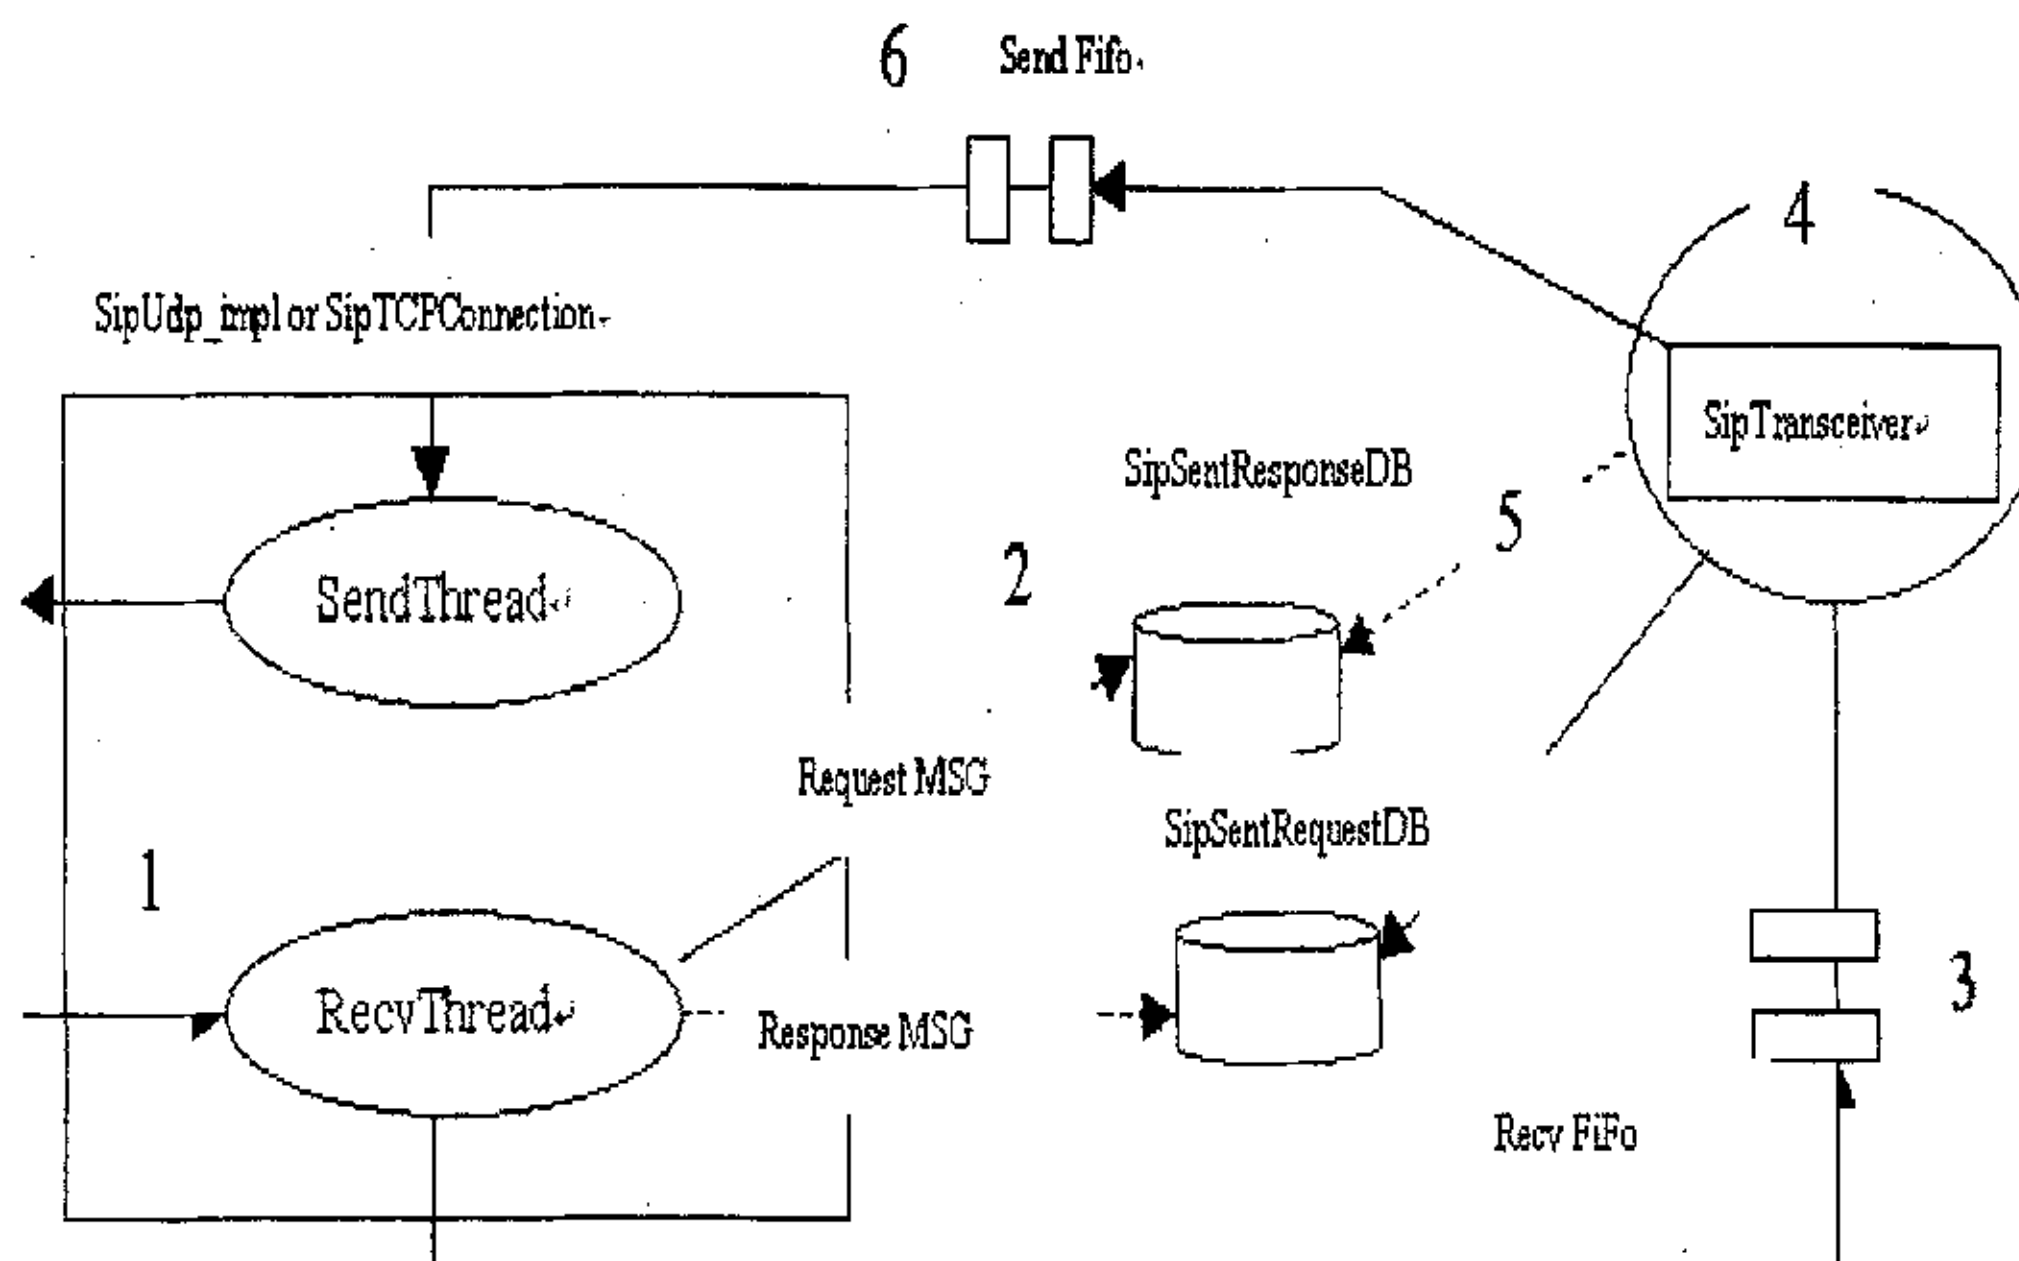 6 Send Fifo
4
SipUdp_impl or SipTCPConnection
SipTransceiver
SipSentResponseDB
5
2
SendThread
Request MSG
SipSentRequestDB
1
3
RecvThread
Response MSG
Recv FiFo